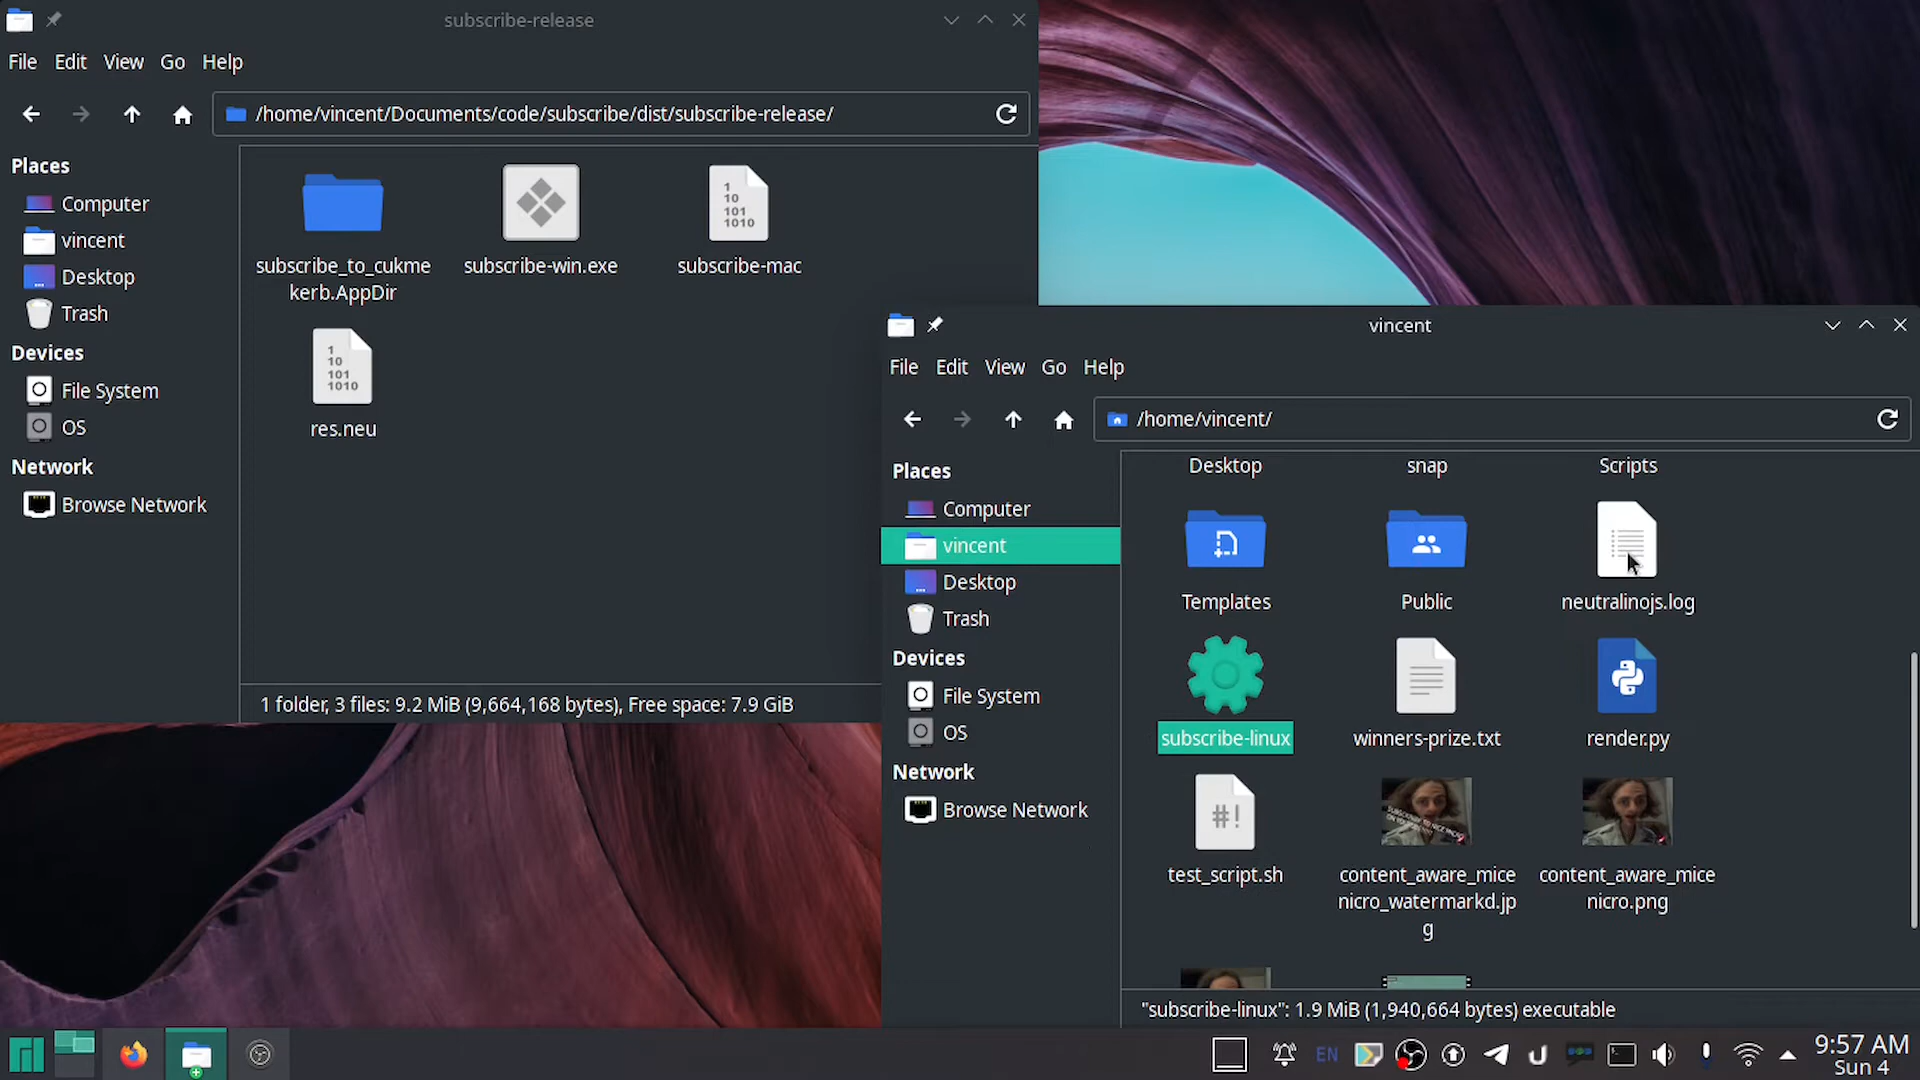 subscribe-release
File Edit View Go Help
/home/vincent/Documents/code/subscribe/dist/subscribe-release/
Places
Computer
vincent
Desktop
Trash
Devices
File System
OS
Network
Browse Network
subscribe_to_cukme
kerb.AppDir
subscribe-win.exe
subscribe-mac
res.neu
1 folder, 3 files: 9.2 MiB (9,664,168 bytes), Free space: 7.9 GiB
vincent
File Edit View Go Help
/home/vincent/
Places
Computer
vincent
Desktop
Trash
Devices
File System
OS
Network
Browse Network
Desktop
snap
Scripts
Templates
Public
neutralinojs.log
subscribe-linux
winners-prize.txt
render.py
test_script.sh
content_aware_mice
nicro_watermarkd.jp
g
content_aware_mice
nicro.png
"subscribe-linux": 1.9 MiB (1,940,664 bytes) executable
EN
9:57 AM
Sun 4